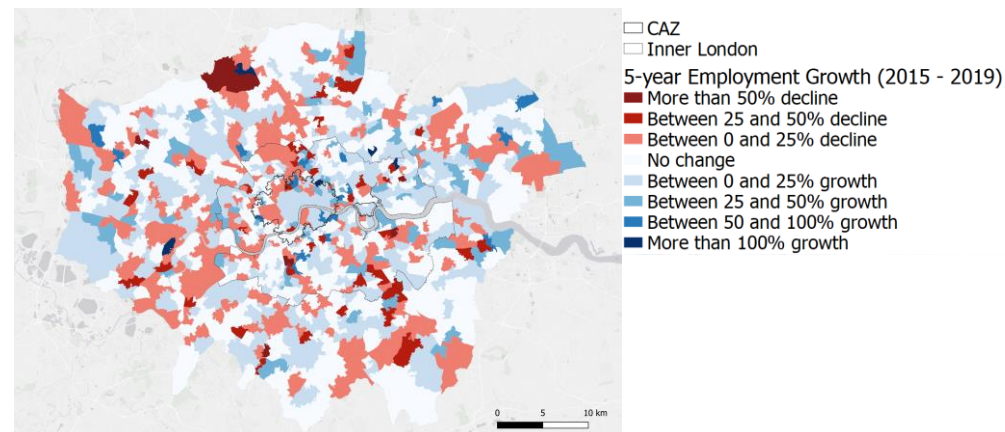 CAZ
Inner London
5-year Employment Growth (2015 - 2019)
More than 50% decline
Between 25 and 50% decline
Between 0 and 25% decline
No change
Between 0 and 25% growth
Between 25 and 50% growth
Between 50 and 100% growth
More than 100% growth
0 5 10 km